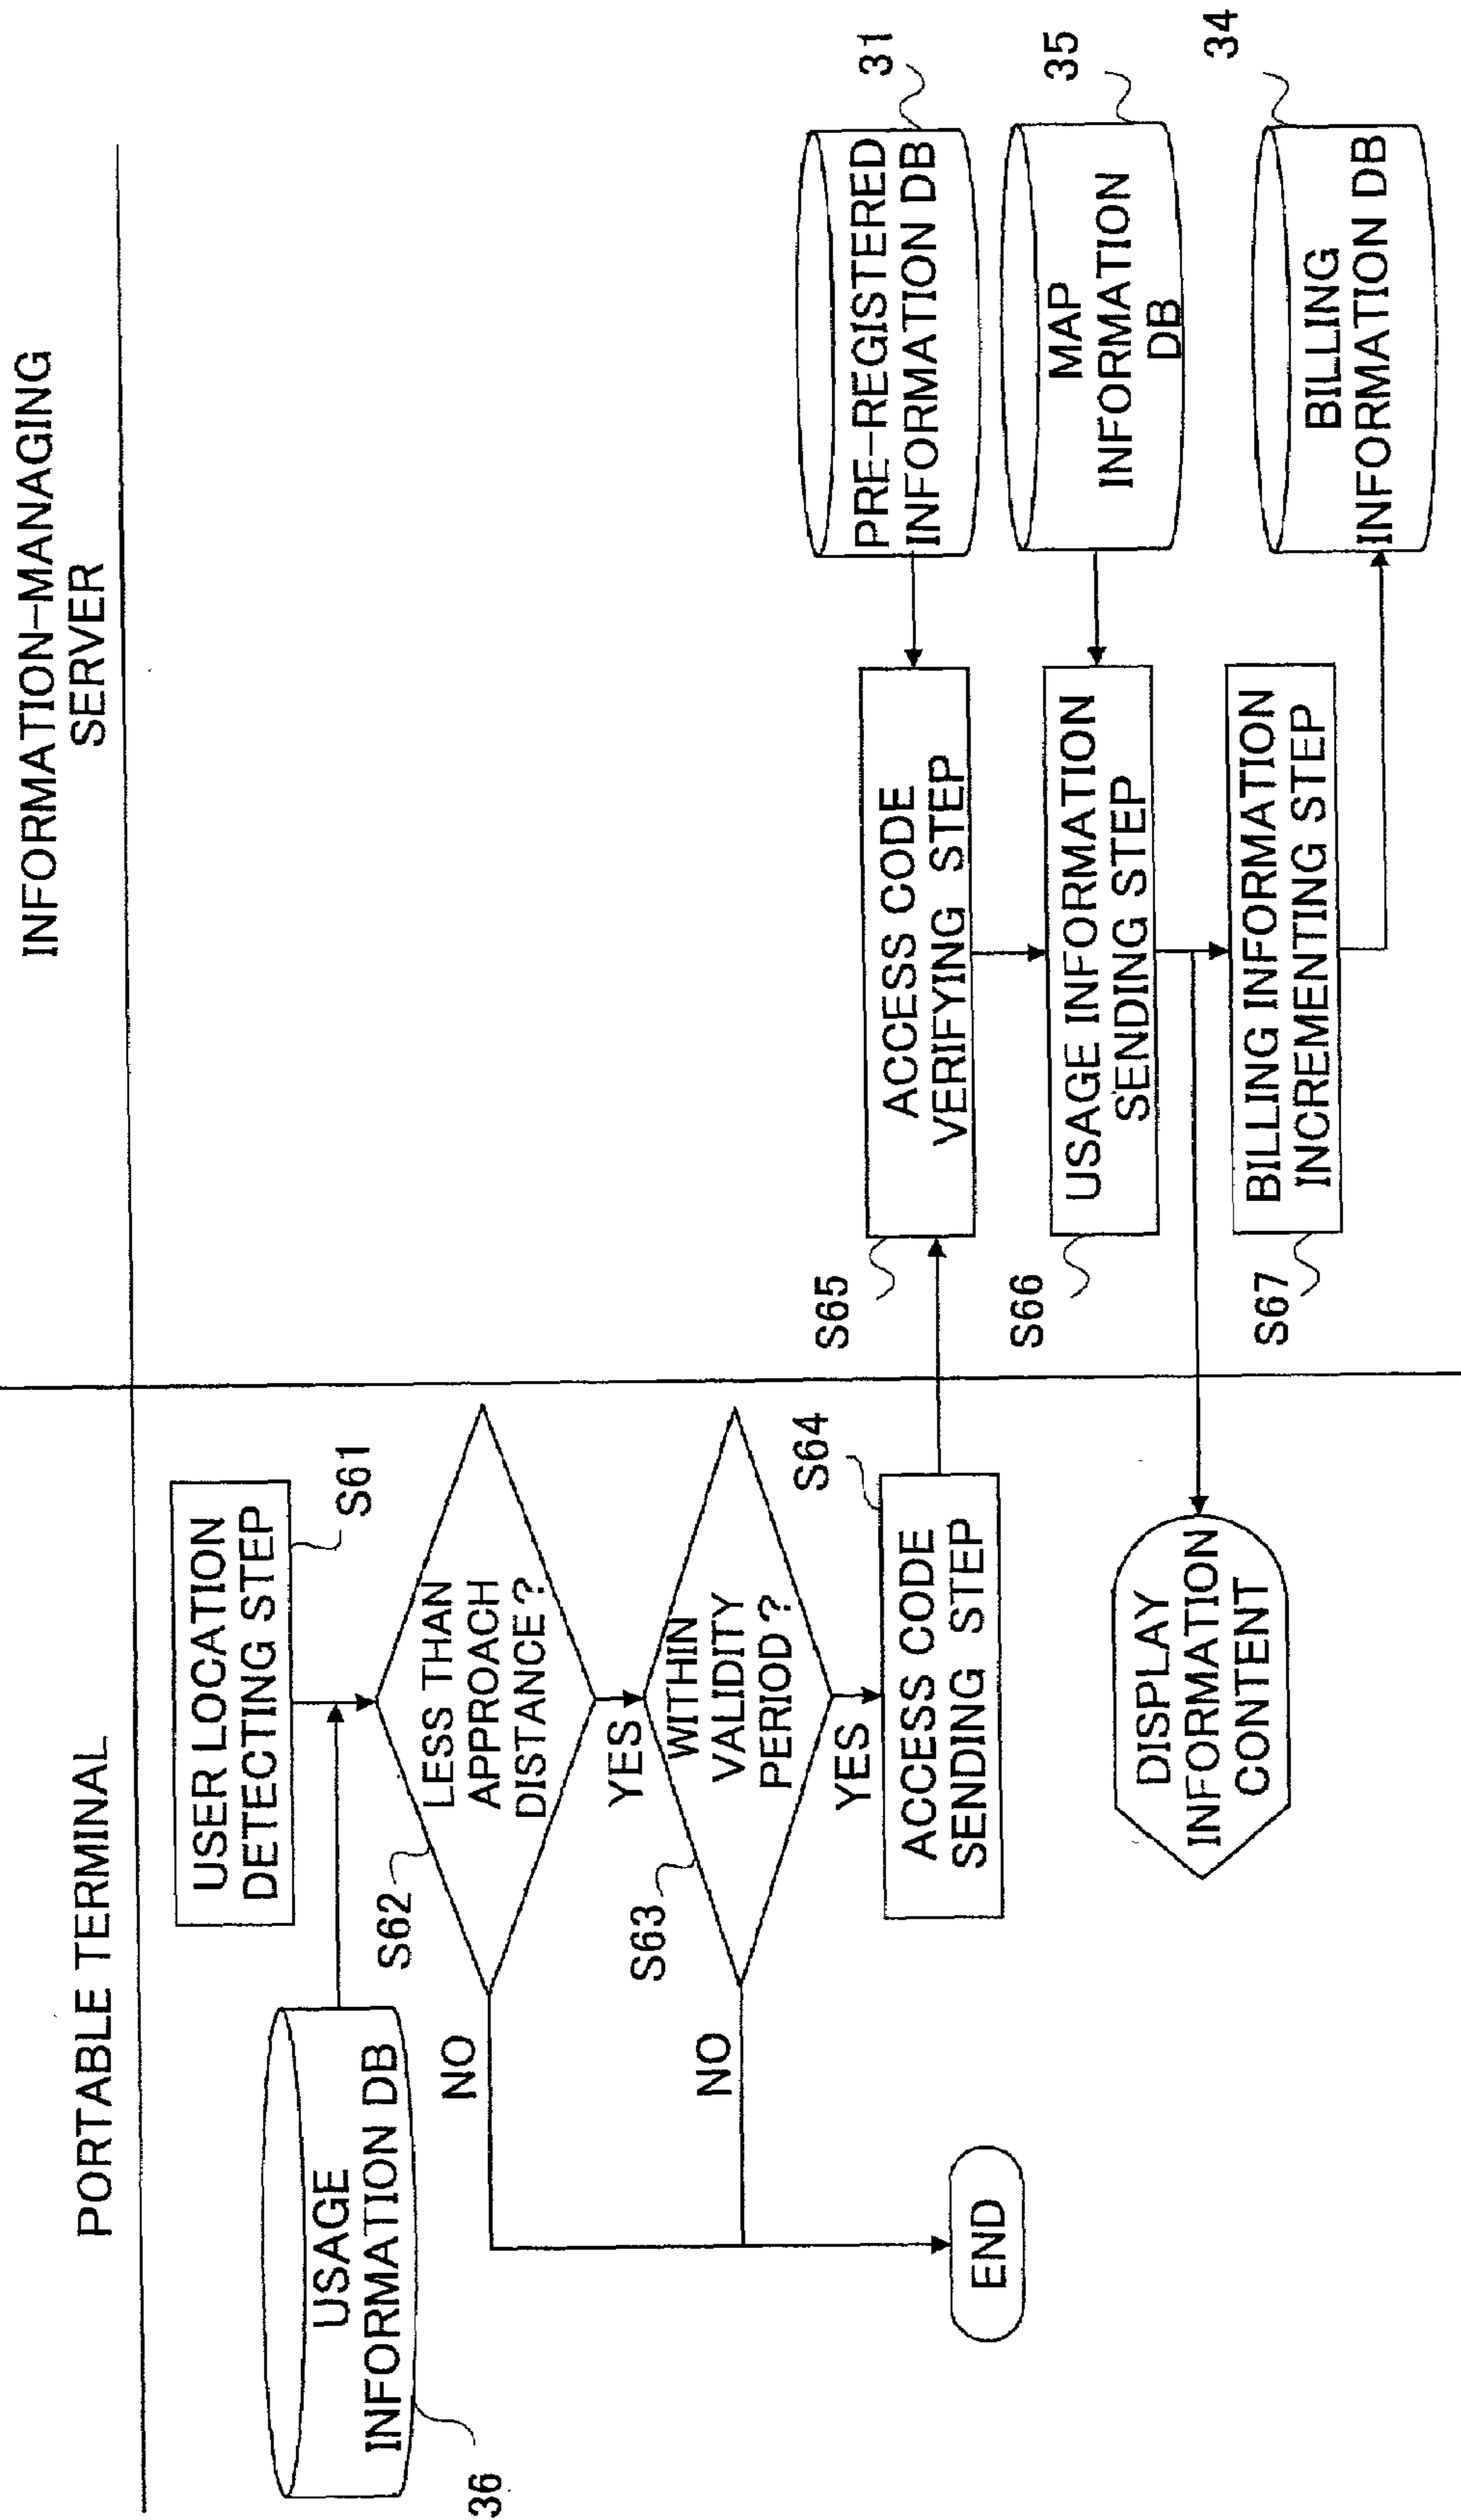 PORTABLE TERMINAL
INFORMATION-MANAGING
SERVER
USER LOCATION
DETECTING STEP
S61
USAGE
INFORMATION DB
36
S62
LESS THAN
APPROACH
DISTANCE?
NO
YES
S63
WITHIN
VALIDITY
PERIOD?
NO
YES
S64
ACCESS CODE
SENDING STEP
END
DISPLAY
INFORMATION
CONTENT
S65
ACCESS CODE
VERIFYING STEP
PRE-REGISTERED
INFORMATION DB
31
S66
USAGE INFORMATION
SENDING STEP
MAP
INFORMATION
DB
35
S67
BILLING INFORMATION
INCREMENTING STEP
BILLING
INFORMATION DB
34